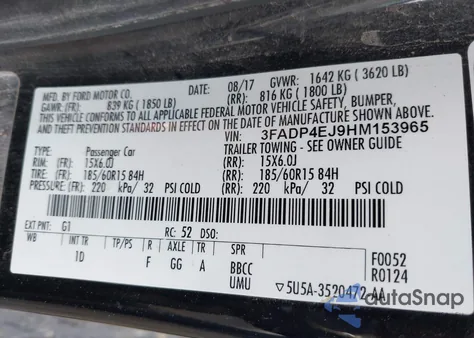 MFD. BY FORD MOTOR CO.
DATE: 08/17 GVWR: 1642 KG ( 3620 LB)
GAWR: (FR): 839 KG ( 1850 LB) (RR): 816 KG ( 1800 LB)
THIS VEHICLE CONFORMS TO ALL APPLICABLE FEDERAL MOTOR VEHICLE SAFETY, BUMPER,
AND THEFT PREVENTION STANDARDS IN EFFECT ON THE DATE OF MANUFACTURE SHOWN ABOVE.
VIN: 3FADP4EJ9HM153965
TYPE: Passenger Car TRAILER TOWING - SEE OWNER GUIDE
RIM: 15X6.0J 15X6.0J
TIRE: (FR): 185/60R15 84H (RR): 185/60R15 84H
PRESSURE: (FR): 220 kPa/ 32 PSI COLD (RR): 220 kPa/ 32 PSI COLD
EXT PNT: G1 RC: 52 DSO:
WB INT TR TP/PS R AXLE TR SPR
1D F GG A BBCC
UMU
F0052
R0124
▽ 5U5A-3520472-AA
autoSnap